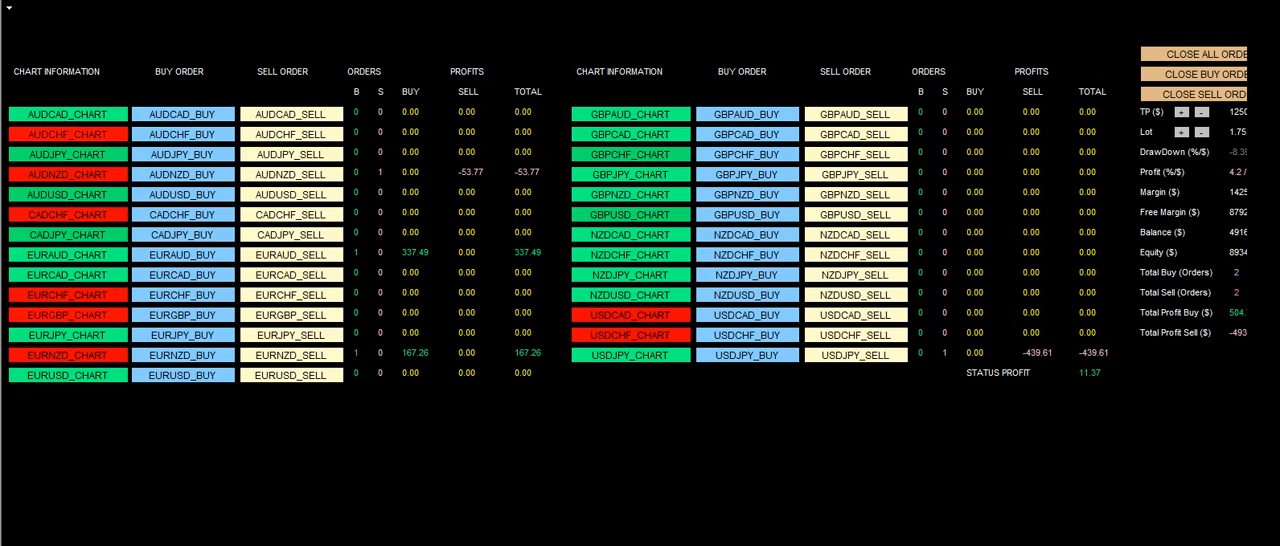 CHART INFORMATION BUY ORDER SELL ORDER ORDERS PROFITS CHART INFORMATION BUY ORDER SELL ORDER ORDERS PROFITS
B S BUY SELL TOTAL B S BUY SELL TOTAL
AUDCAD_CHART AUDCAD_BUY AUDCAD_SELL 0 0 0.00 0.00 0.00 GBPAUD_CHART GBPAUD_BUY GBPAUD_SELL 0 0 0.00 0.00 0.00
AUDCHF_CHART AUDCHF_BUY AUDCHF_SELL 0 0 0.00 0.00 0.00 GBPCAD_CHART GBPCAD_BUY GBPCAD_SELL 0 0 0.00 0.00 0.00
AUDJPY_CHART AUDJPY_BUY AUDJPY_SELL 0 0 0.00 0.00 0.00 GBPCHF_CHART GBPCHF_BUY GBPCHF_SELL 0 0 0.00 0.00 0.00
AUDNZD_CHART AUDNZD_BUY AUDNZD_SELL 0 1 0.00 -53.77 -53.77 GBPJPY_CHART GBPJPY_BUY GBPJPY_SELL 0 0 0.00 0.00 0.00
AUDUSD_CHART AUDUSD_BUY AUDUSD_SELL 0 0 0.00 0.00 0.00 GBPNZD_CHART GBPNZD_BUY GBPNZD_SELL 0 0 0.00 0.00 0.00
CADCHF_CHART CADCHF_BUY CADCHF_SELL 0 0 0.00 0.00 0.00 GBPUSD_CHART GBPUSD_BUY GBPUSD_SELL 0 0 0.00 0.00 0.00
CADJPY_CHART CADJPY_BUY CADJPY_SELL 0 0 0.00 0.00 0.00 NZDCAD_CHART NZDCAD_BUY NZDCAD_SELL 0 0 0.00 0.00 0.00
EURAUD_CHART EURAUD_BUY EURAUD_SELL 1 0 337.49 0.00 337.49 NZDCHF_CHART NZDCHF_BUY NZDCHF_SELL 0 0 0.00 0.00 0.00
EURCAD_CHART EURCAD_BUY EURCAD_SELL 0 0 0.00 0.00 0.00 NZDJPY_CHART NZDJPY_BUY NZDJPY_SELL 0 0 0.00 0.00 0.00
EURCHF_CHART EURCHF_BUY EURCHF_SELL 0 0 0.00 0.00 0.00 NZDUSD_CHART NZDUSD_BUY NZDUSD_SELL 0 0 0.00 0.00 0.00
EURGBP_CHART EURGBP_BUY EURGBP_SELL 0 0 0.00 0.00 0.00 USDCAD_CHART USDCAD_BUY USDCAD_SELL 0 0 0.00 0.00 0.00
EURJPY_CHART EURJPY_BUY EURJPY_SELL 0 0 0.00 0.00 0.00 USDCHF_CHART USDCHF_BUY USDCHF_SELL 0 0 0.00 0.00 0.00
EURNZD_CHART EURNZD_BUY EURNZD_SELL 1 0 167.26 0.00 167.26 USDJPY_CHART USDJPY_BUY USDJPY_SELL 0 1 0.00 -439.61 -439.61
EURUSD_CHART EURUSD_BUY EURUSD_SELL 0 0 0.00 0.00 0.00 STATUS PROFIT 11.37
CLOSE ALL ORDE
CLOSE BUY ORDE
CLOSE SELL ORD
TP ($) + - 1250
Lot + - 1.75
DrawDown (%/$) -8.39
Profit (%/$) 4.2 /
Margin ($) 1425
Free Margin ($) 8792
Balance ($) 4916
Equity ($) 8934
Total Buy (Orders) 2
Total Sell (Orders) 2
Total Profit Buy ($) 504.
Total Profit Sell ($) -493